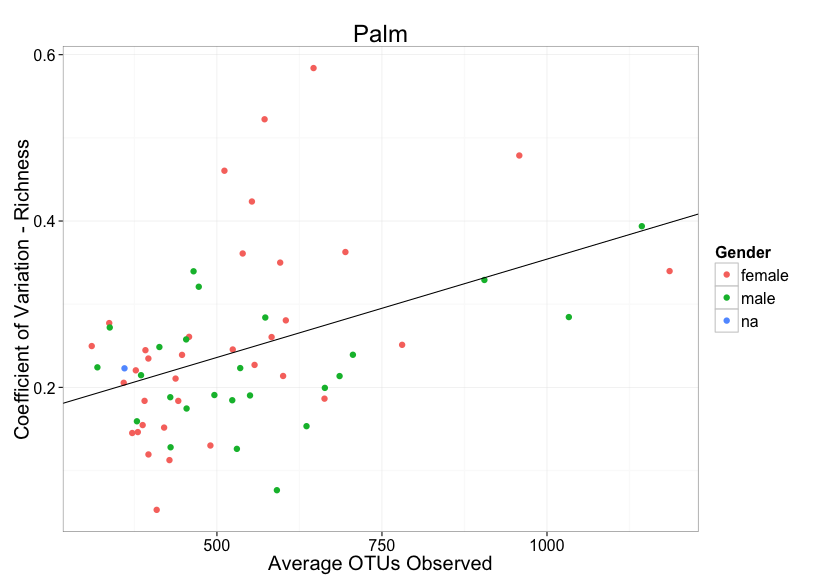 Palm
Coefficient of Variation - Richness
0.6
0.4
0.2
500
750
1000
Average OTUs Observed
Gender
female
male
na